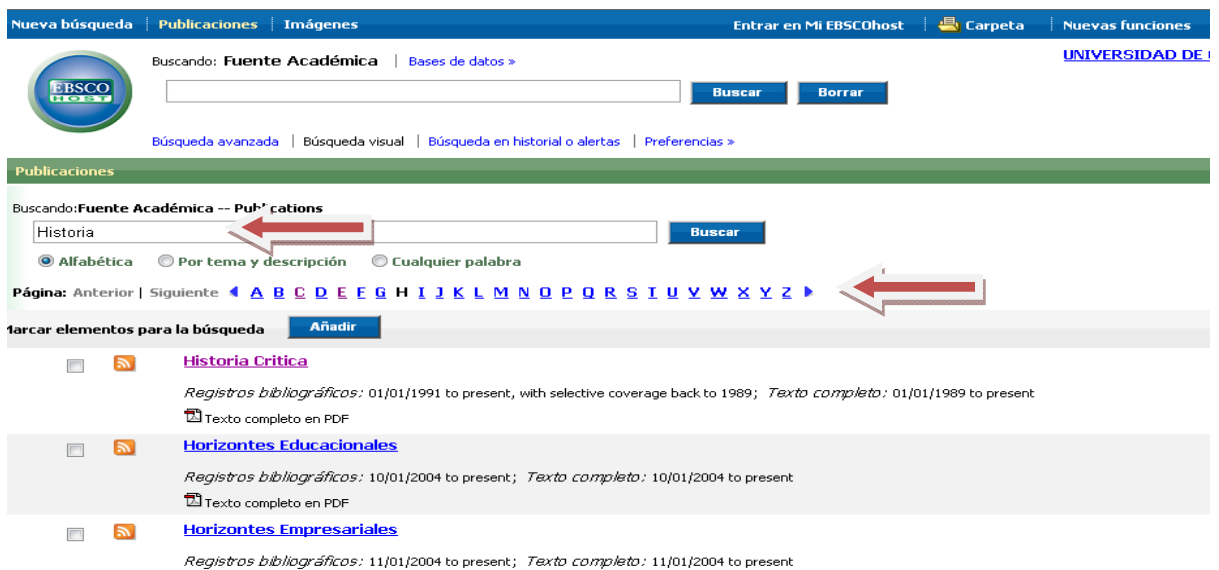 Nueva búsqueda | Publicaciones | Imágenes Entrar en Mi EBSCOhost | Carpeta | Nuevas funciones
Buscando: Fuente Académica | Bases de datos » UNIVERSIDAD DE
EBSCO
HOST
Buscar Borrar
Búsqueda avanzada | Búsqueda visual | Búsqueda en historial o alertas | Preferencias »
Publicaciones
Buscando:Fuente Académica -- Publications
Historia Buscar
Alfabética Por tema y descripción Cualquier palabra
Página: Anterior | Siguiente A B C D E F G H I J K L M N O P Q R S T U V W X Y Z
Marcar elementos para la búsqueda Añadir
Historia Critica
Registros bibliográficos: 01/01/1991 to present, with selective coverage back to 1989; Texto completo: 01/01/1989 to present
Texto completo en PDF
Horizontes Educacionales
Registros bibliográficos: 10/01/2004 to present; Texto completo: 10/01/2004 to present
Texto completo en PDF
Horizontes Empresariales
Registros bibliográficos: 11/01/2004 to present; Texto completo: 11/01/2004 to present